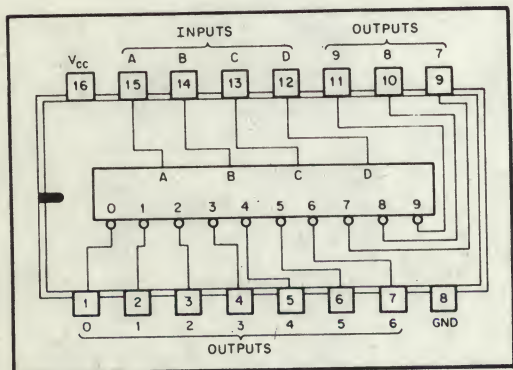 INPUTS OUTPUTS
VCC A B C D 9 8 7
16 15 14 13 12 11 10 9
A B C D
0 1 2 3 4 5 6 7 8 9
1 2 3 4 5 6 7 8
0 1 2 3 4 5 6 GND
OUTPUTS